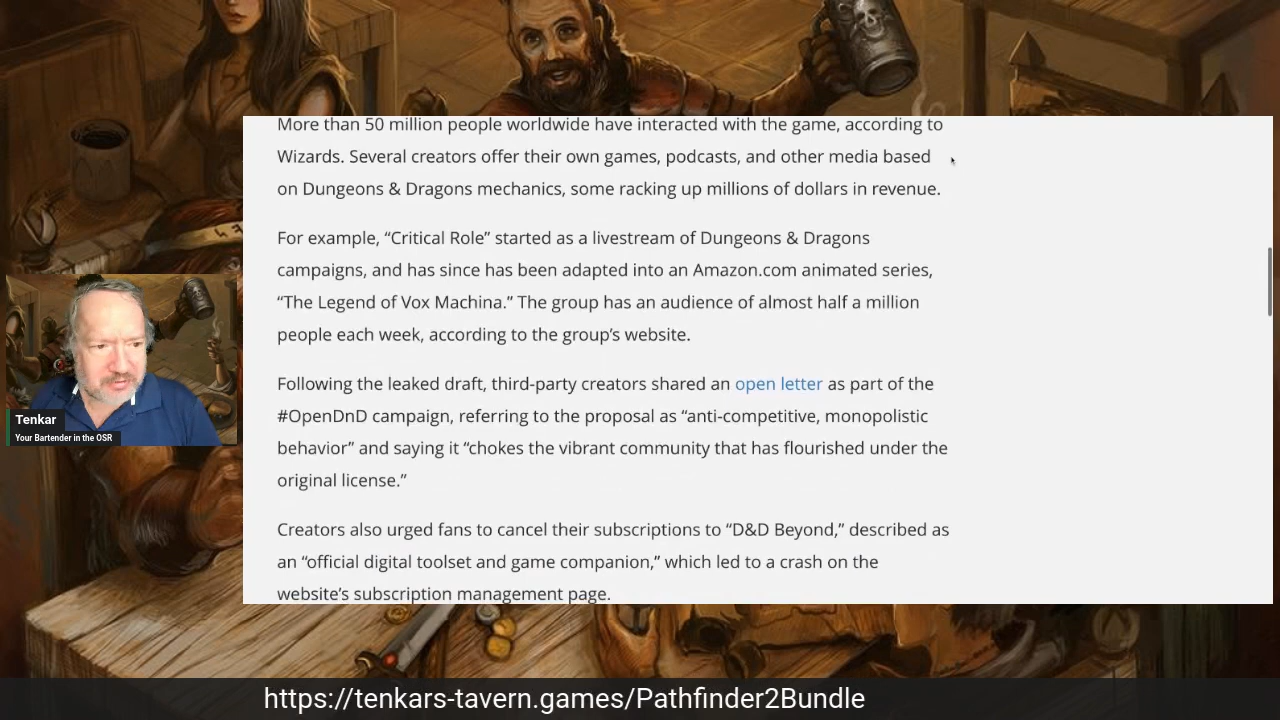 More than 50 million people worldwide have interacted with the game, according to
Wizards. Several creators offer their own games, podcasts, and other media based
on Dungeons & Dragons mechanics, some racking up millions of dollars in revenue.
For example, “Critical Role” started as a livestream of Dungeons & Dragons
campaigns, and has since has been adapted into an Amazon.com animated series,
“The Legend of Vox Machina.” The group has an audience of almost half a million
people each week, according to the group’s website.
Following the leaked draft, third-party creators shared an open letter as part of the
#OpenDnD campaign, referring to the proposal as “anti-competitive, monopolistic
behavior” and saying it “chokes the vibrant community that has flourished under the
original license.”
Creators also urged fans to cancel their subscriptions to “D&D Beyond,” described as
an “official digital toolset and game companion,” which led to a crash on the
website’s subscription management page.
Tenkar
Your Bartender in the OSR
https://tenkars-tavern.games/Pathfinder2Bundle